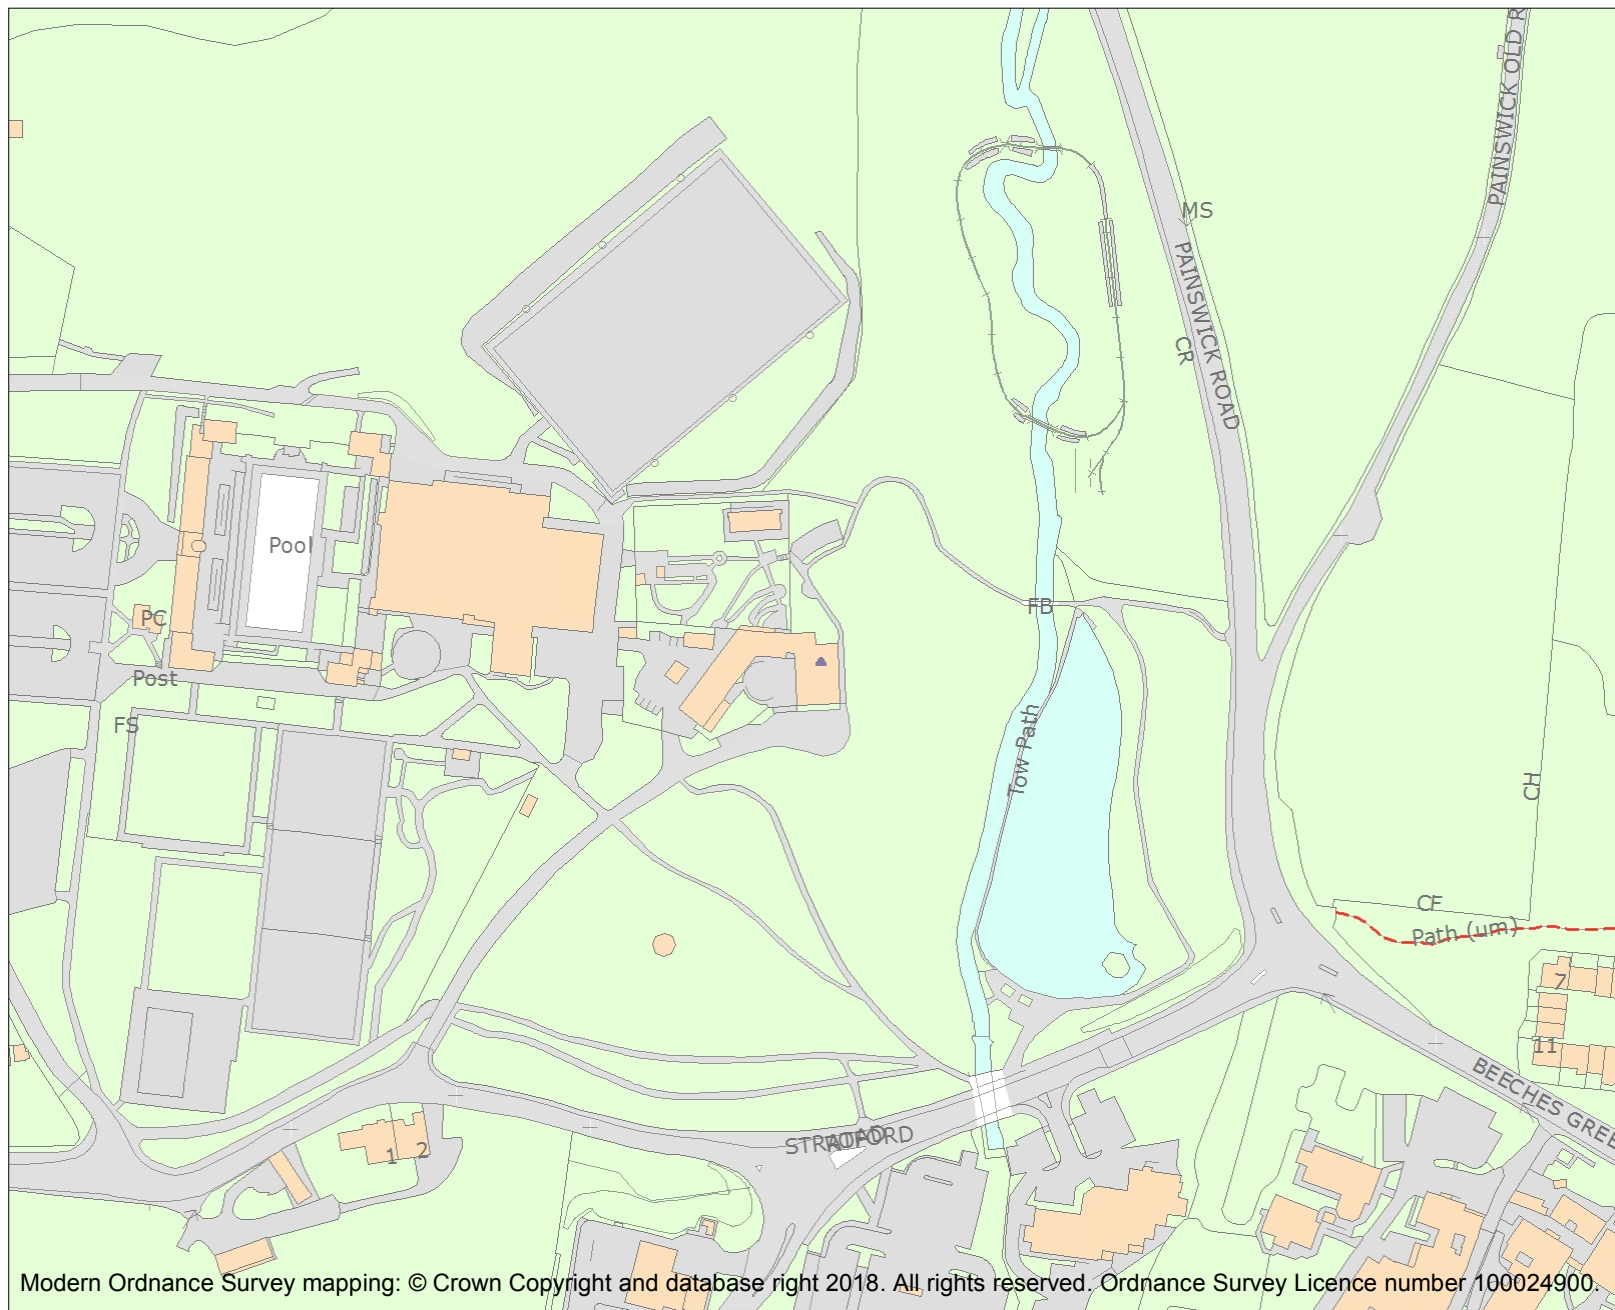 PAINSWICK OLD R
MS
PAINSWICK ROAD
CR
Pool
FB
PC
Post
FS
Tow Path
CH
CF
Path (um)
7
11
BEECHES GREE
STRATFORD
ROAD
1
2
Modern Ordnance Survey mapping: © Crown Copyright and database right 2018. All rights reserved. Ordnance Survey Licence number 100024900.